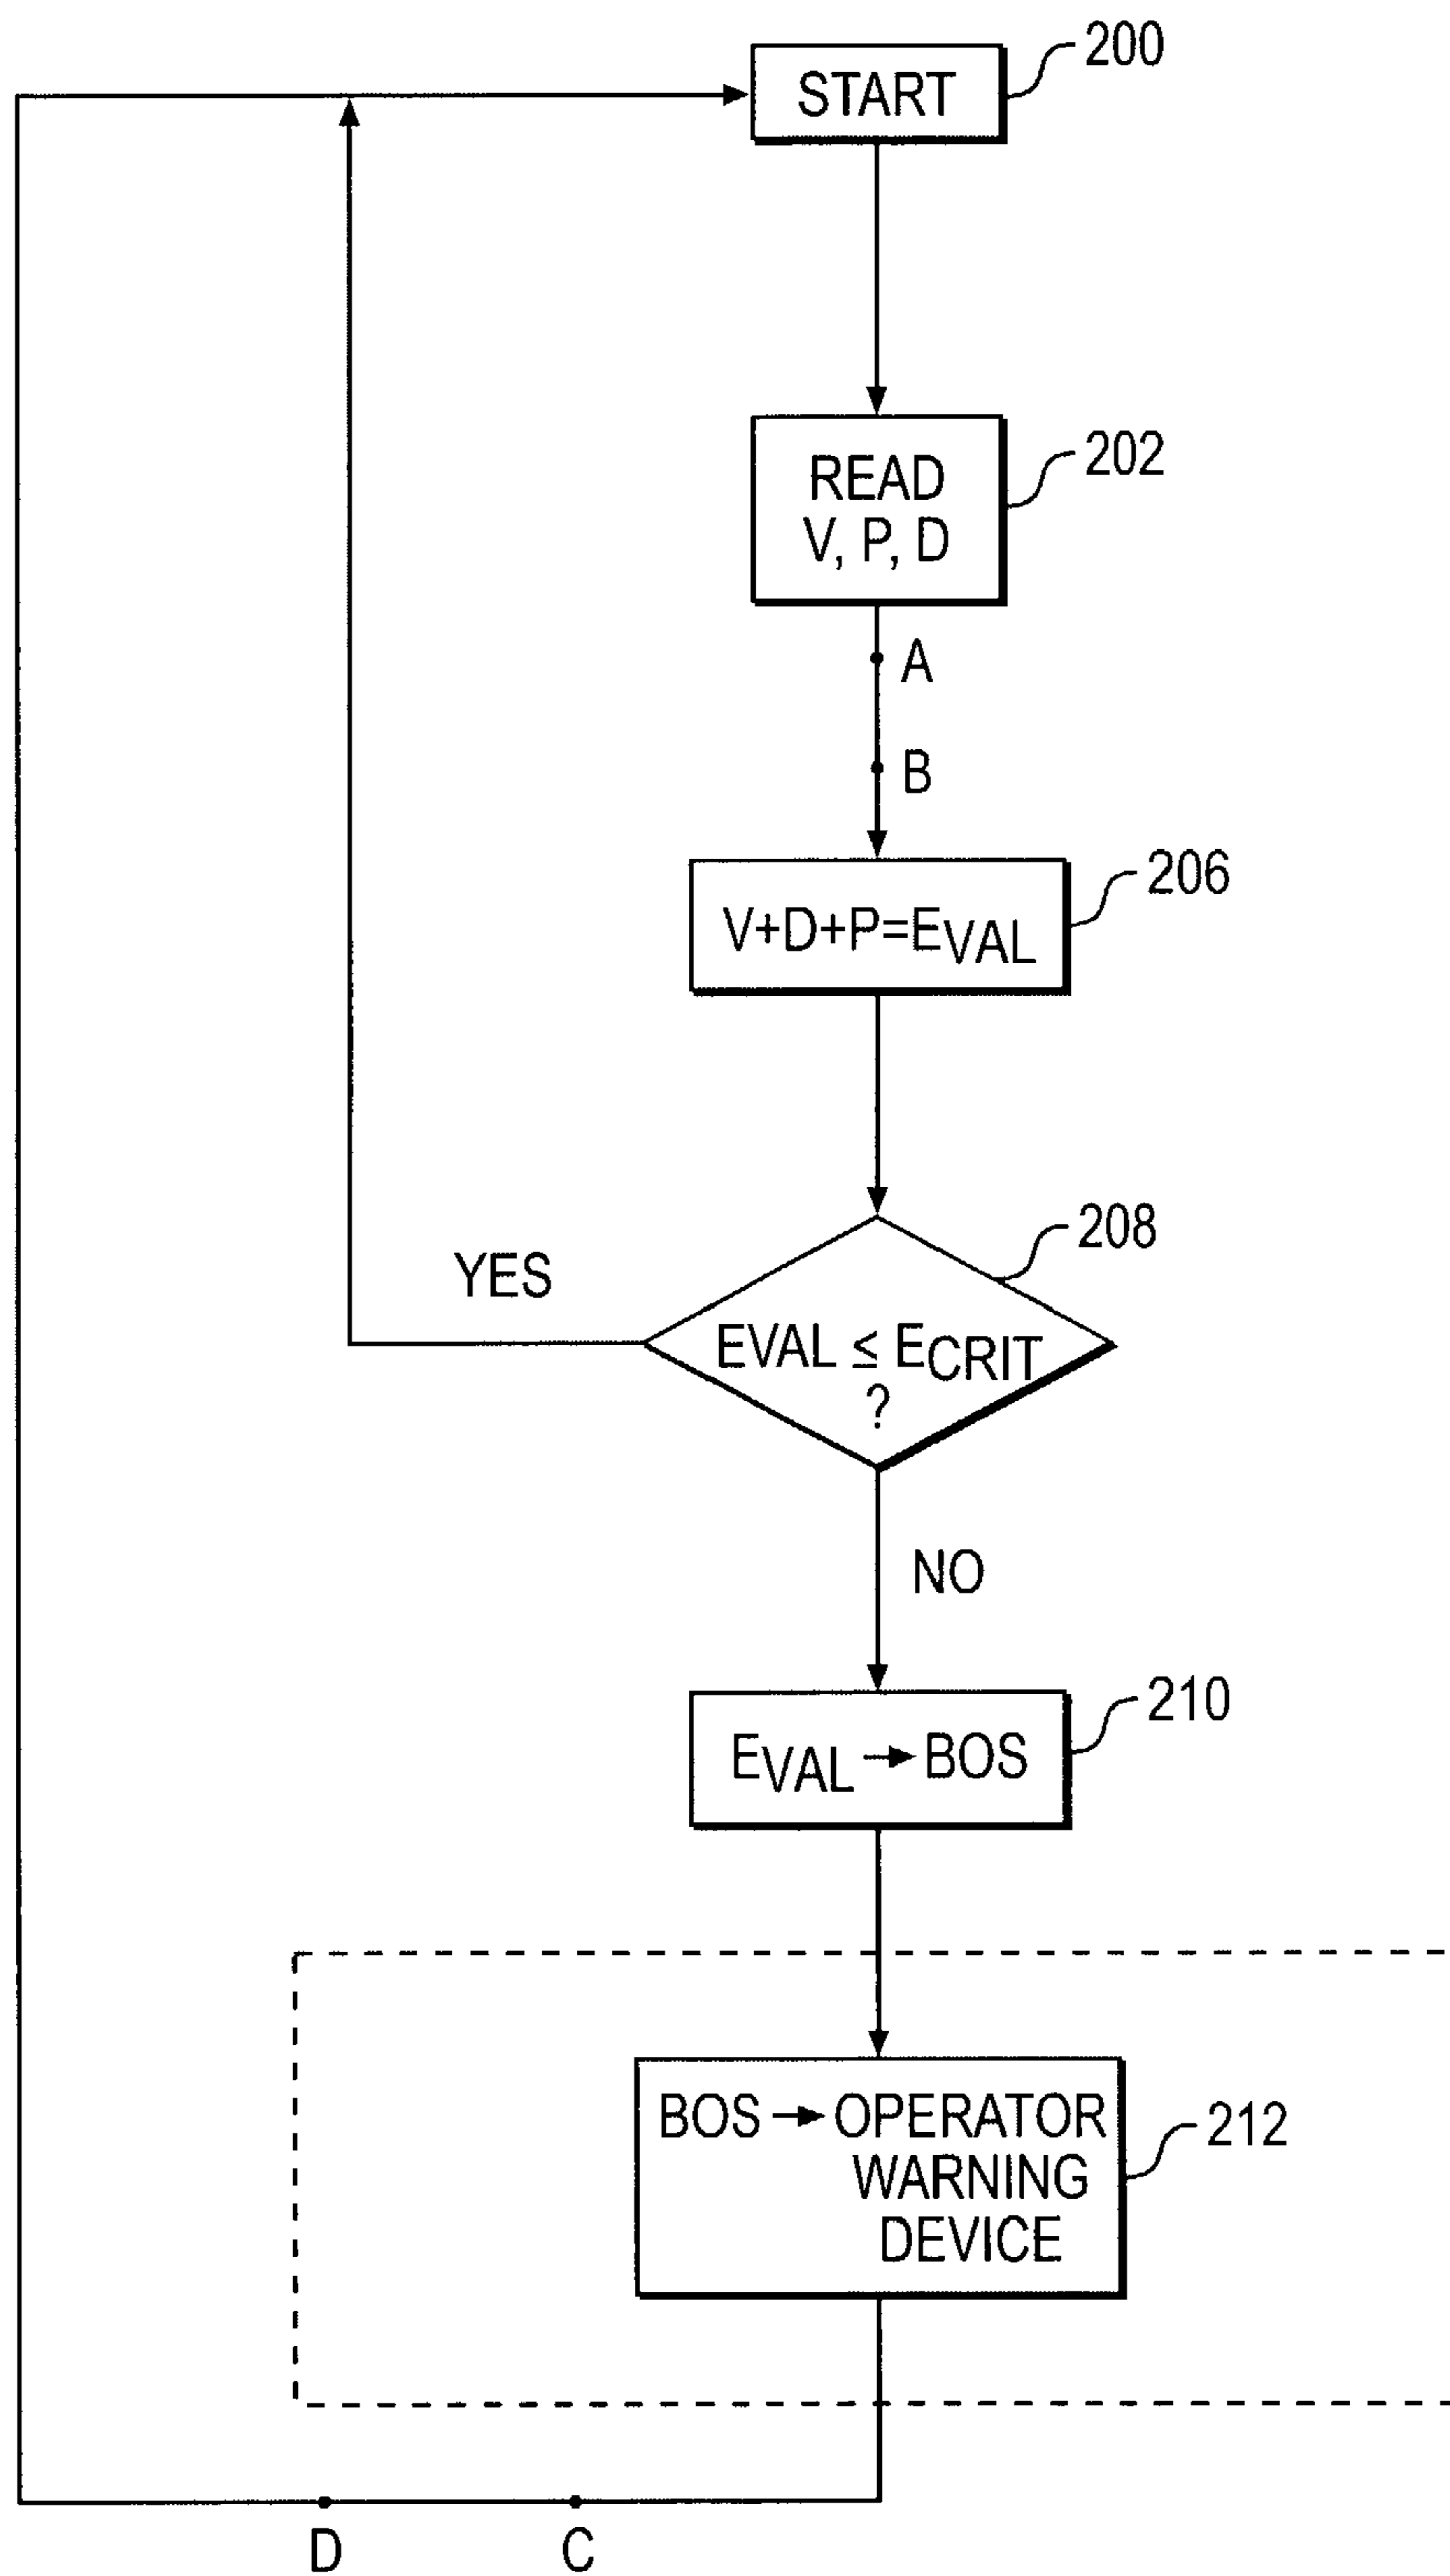 200
START
202
READ
V, P, D
A
B
206
V+D+P=EVAL
208
YES
EVAL ≤ ECRIT
?
NO
210
EVAL → BOS
BOS → OPERATOR
WARNING
DEVICE
212
D
C